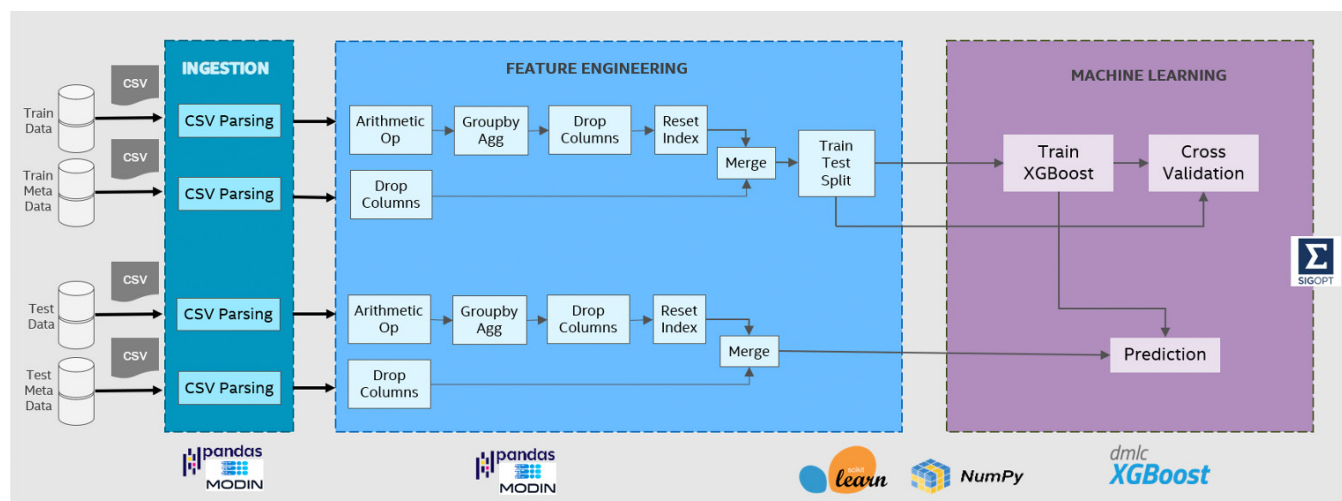 INGESTION
FEATURE ENGINEERING
MACHINE LEARNING
CSV
Train
Data
CSV Parsing
Arithmetic
Op
Groupby
Agg
Drop
Columns
Reset
Index
Merge
Train
Test
Split
Train
XGBoost
Cross
Validation
CSV
Train
Meta
Data
CSV Parsing
Drop
Columns
SIGOPT
CSV
Test
Data
CSV Parsing
Arithmetic
Op
Groupby
Agg
Drop
Columns
Reset
Index
Merge
Prediction
CSV
Test
Meta
Data
CSV Parsing
Drop
Columns
pandas
MODIN
pandas
MODIN
scikit
learn
NumPy
dmlc
XGBoost